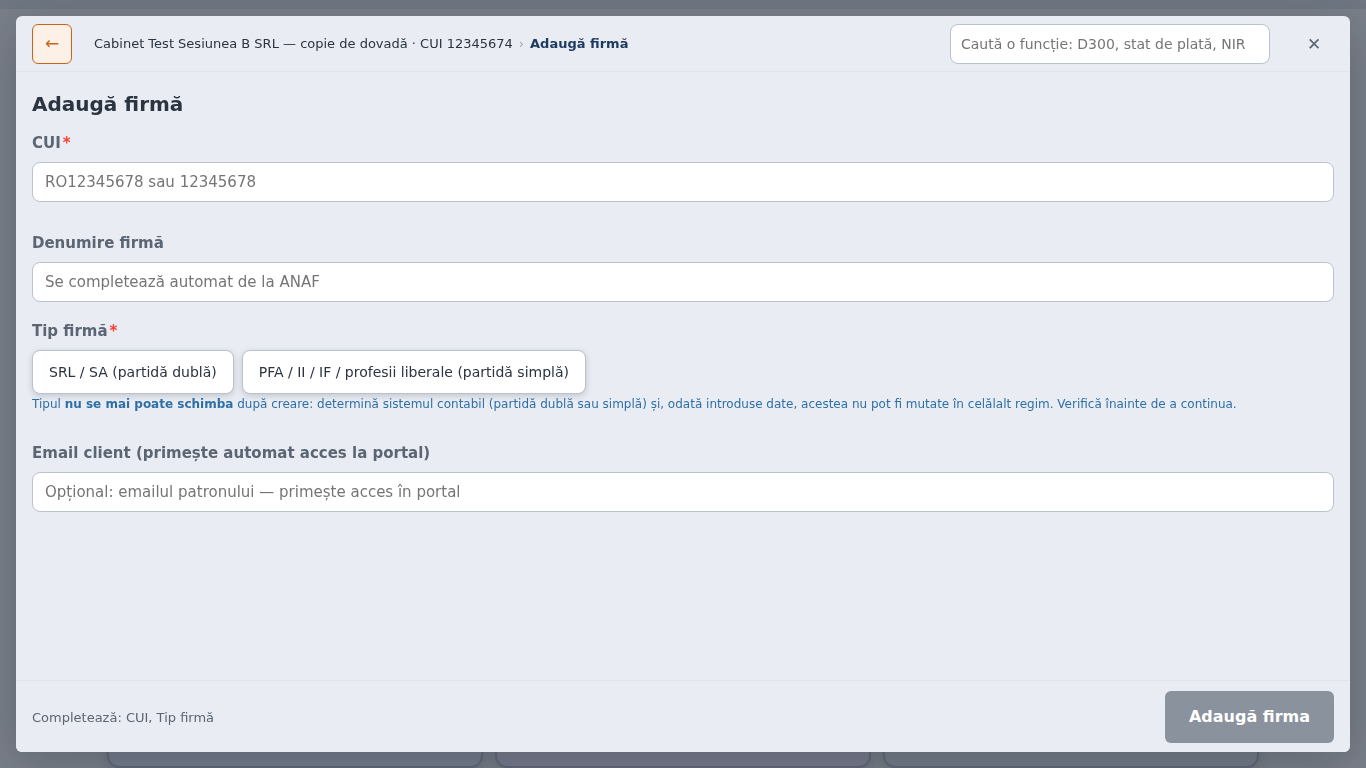 ←
Cabinet Test Sesiunea B SRL — copie de dovadă · CUI 12345674 › Adaugă firmă
Caută o funcție: D300, stat de plată, NIR
✕
Adaugă firmă
CUI*
RO12345678 sau 12345678
Denumire firmă
Se completează automat de la ANAF
Tip firmă*
SRL / SA (partidă dublă)
PFA / II / IF / profesii liberale (partidă simplă)
Tipul nu se mai poate schimba după creare: determină sistemul contabil (partidă dublă sau simplă) și, odată introduse date, acestea nu pot fi mutate în celălalt regim. Verifică înainte de a continua.
Email client (primește automat acces la portal)
Opțional: emailul patronului — primește acces în portal
Completează: CUI, Tip firmă
Adaugă firma